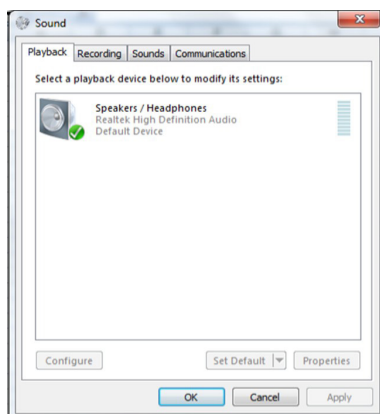 Sound
Playback Recording Sounds Communications
Select a playback device below to modify its settings:
Speakers / Headphones
Realtek High Definition Audio
Default Device
Configure Set Default Properties
OK Cancel Apply